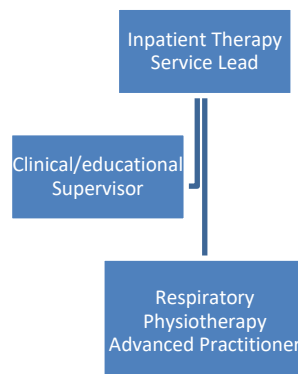 Inpatient Therapy
Service Lead
Clinical/educational
Supervisor
Respiratory
Physiotherapy
Advanced Practitioner